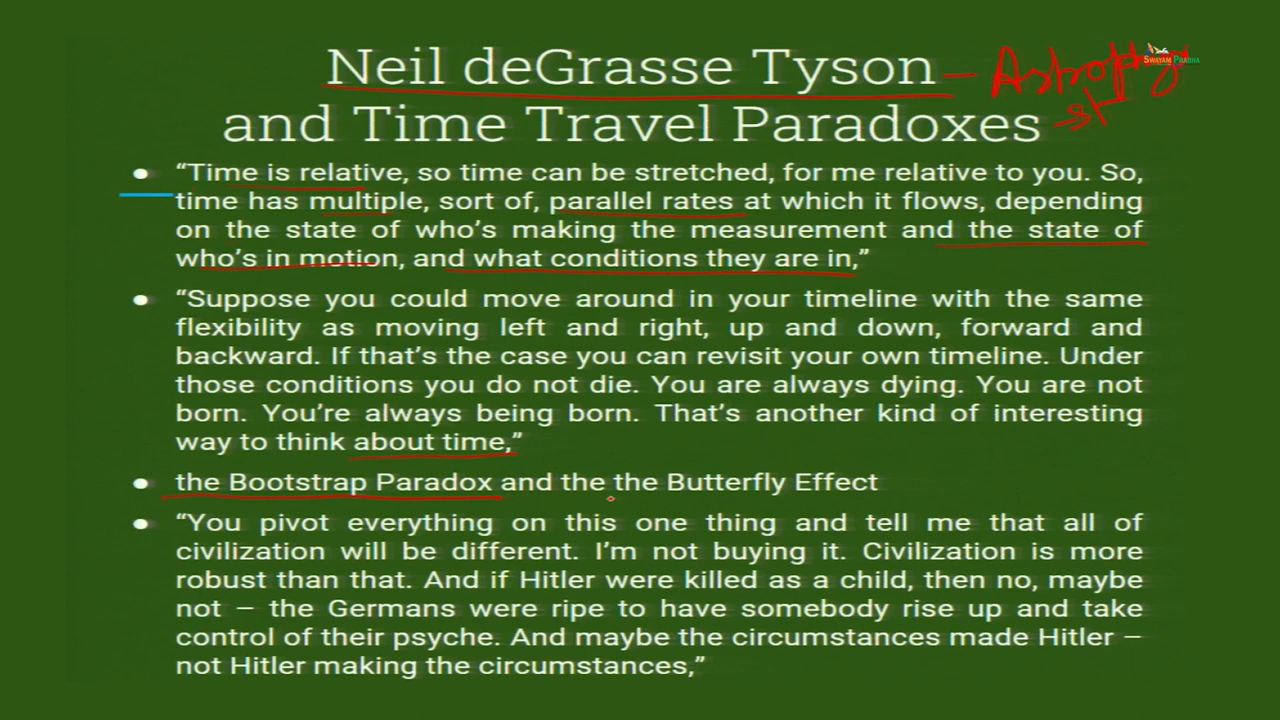 Neil deGrasse Tyson
and Time Travel Paradoxes
SWAYAM PRABHA
● “Time is relative, so time can be stretched, for me relative to you. So,
time has multiple, sort of, parallel rates at which it flows, depending
on the state of who’s making the measurement and the state of
who’s in motion, and what conditions they are in,”
● “Suppose you could move around in your timeline with the same
flexibility as moving left and right, up and down, forward and
backward. If that’s the case you can revisit your own timeline. Under
those conditions you do not die. You are always dying. You are not
born. You’re always being born. That’s another kind of interesting
way to think about time,”
● the Bootstrap Paradox and the the Butterfly Effect
● “You pivot everything on this one thing and tell me that all of
civilization will be different. I’m not buying it. Civilization is more
robust than that. And if Hitler were killed as a child, then no, maybe
not – the Germans were ripe to have somebody rise up and take
control of their psyche. And maybe the circumstances made Hitler –
not Hitler making the circumstances,”